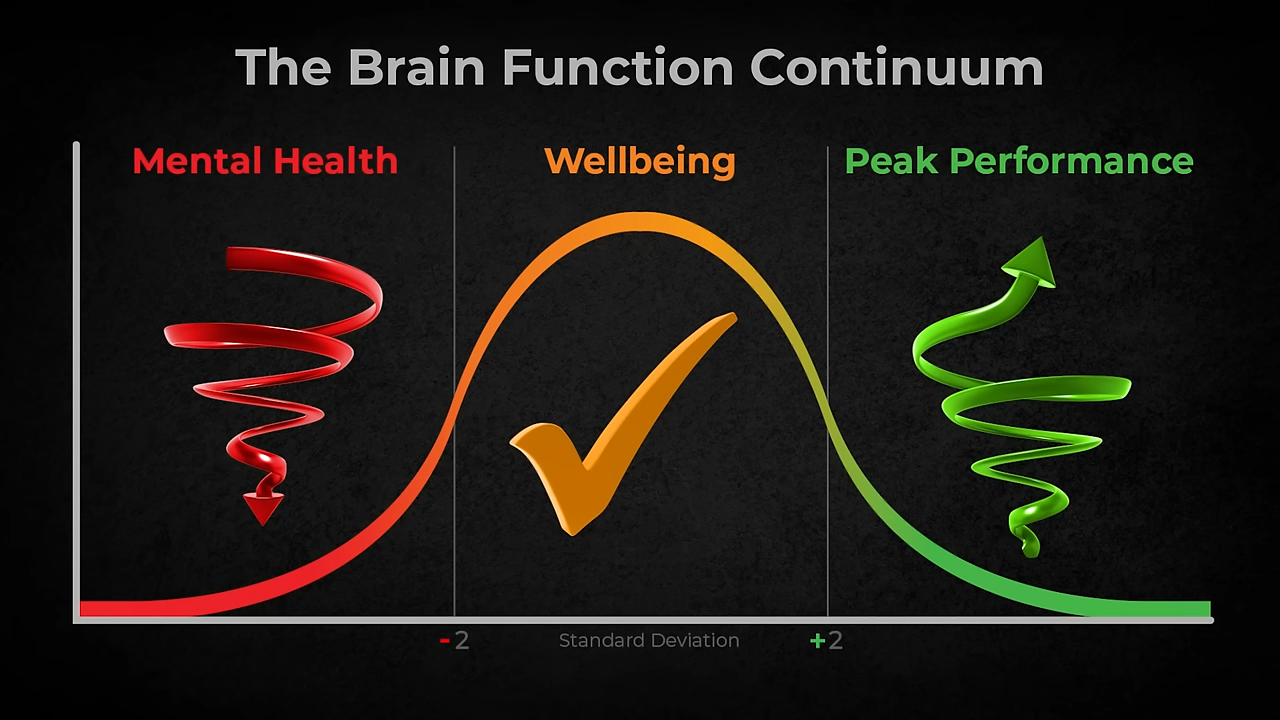 The Brain Function Continuum
Mental Health
Wellbeing
Peak Performance
-2
Standard Deviation
+2